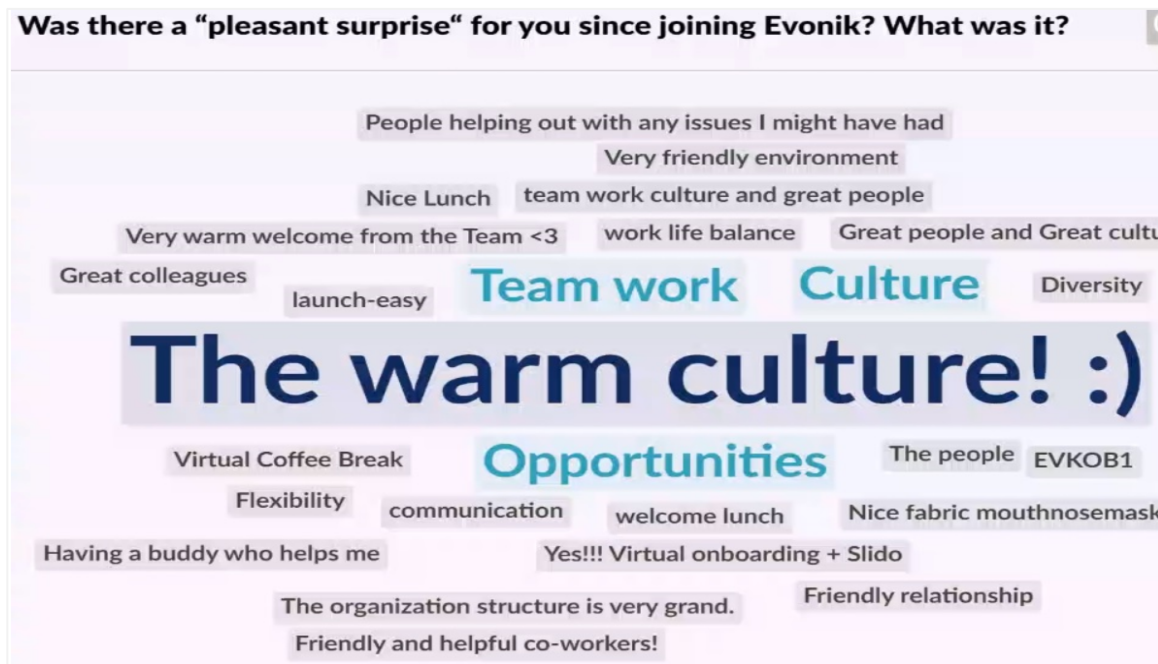 Was there a “pleasant surprise“ for you since joining Evonik? What was it?
People helping out with any issues I might have had
Very friendly environment
Nice Lunch team work culture and great people
Very warm welcome from the Team <3 work life balance Great people and Great cultu
Great colleagues launch-easy Team work Culture Diversity
The warm culture! :)
Virtual Coffee Break Opportunities The people EVKOB1
Flexibility communication welcome lunch Nice fabric mouthnosemask
Having a buddy who helps me Yes!!! Virtual onboarding + Slido
The organization structure is very grand. Friendly relationship
Friendly and helpful co-workers!